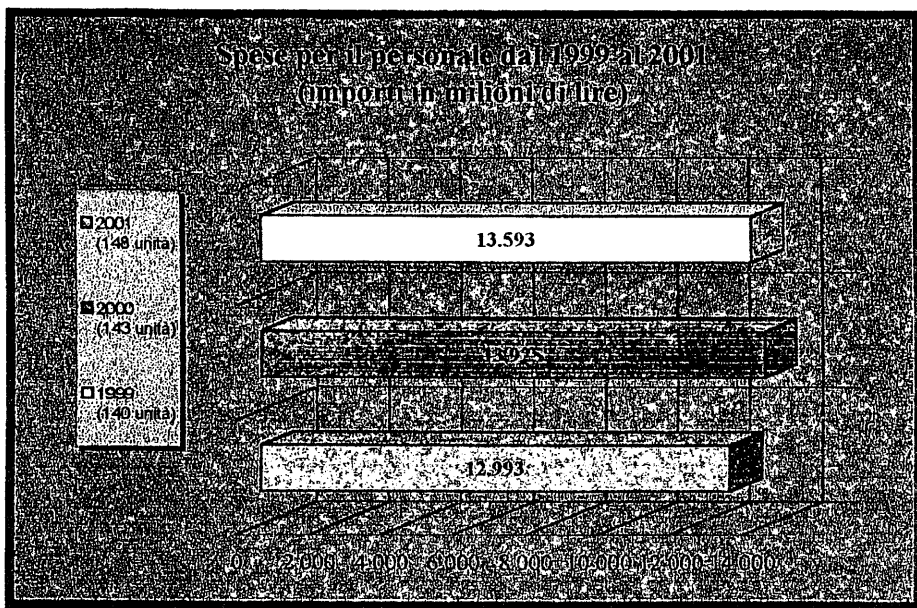 Spese per il personale dal 1999 al 2001
(importi in milioni di lire)
2001
(148 unità)
2000
(143 unità)
1999
(140 unità)
13.593
12.993
0 2.000 4.000 6.000 8.000 10.000 12.000 14.000